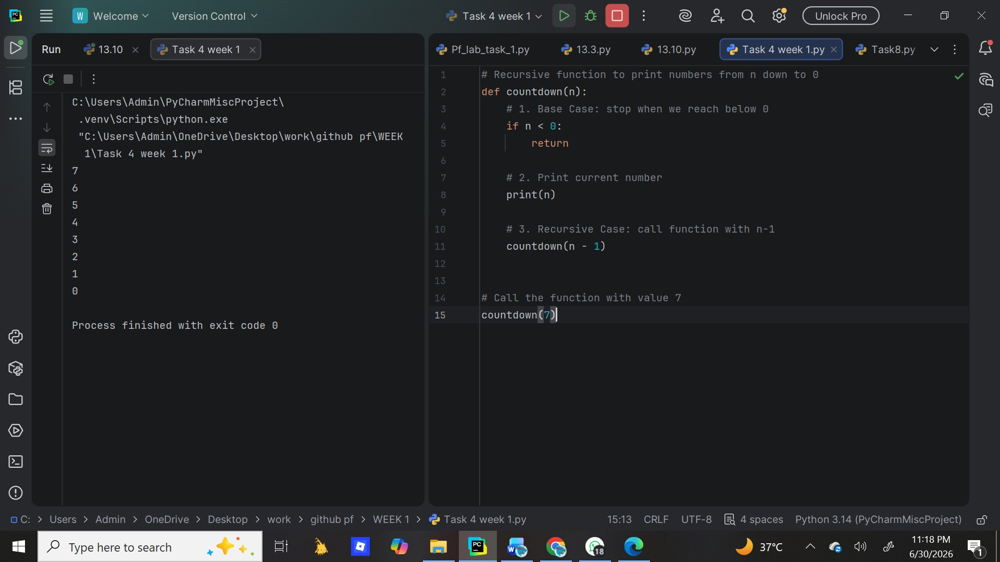 PC
W Welcome
Version Control
Task 4 week 1
Unlock Pro
Run
13.10
Task 4 week 1
C:\Users\Admin\PyCharmMiscProject\
.venv\Scripts\python.exe
"C:\Users\Admin\OneDrive\Desktop\work\github pf\WEEK
1\Task 4 week 1.py"
7
6
5
4
3
2
1
0
Process finished with exit code 0
Pf_lab_task_1.py
13.3.py
13.10.py
Task 4 week 1.py
Task8.py
1 # Recursive function to print numbers from n down to 0
2 def countdown(n):
3 # 1. Base Case: stop when we reach below 0
4 if n < 0:
5 return
6
7 # 2. Print current number
8 print(n)
9
10 # 3. Recursive Case: call function with n-1
11 countdown(n - 1)
12
13
14 # Call the function with value 7
15 countdown(7)
C: > Users > Admin > OneDrive > Desktop > work > github pf > WEEK 1 > Task 4 week 1.py
15:13 CRLF UTF-8 4 spaces Python 3.14 (PyCharmMiscProject)
Type here to search
PC
W
18
37°C
11:18 PM
6/30/2026
1